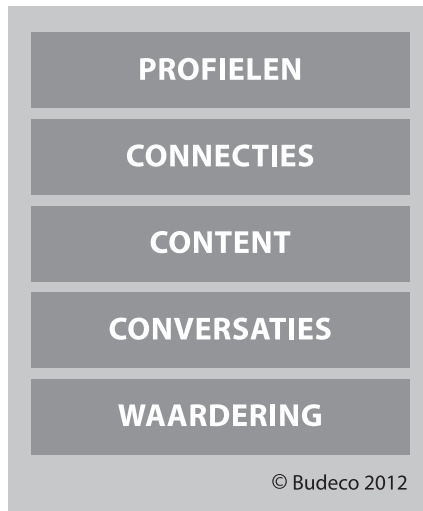 PROFIELEN
CONNECTIES
CONTENT
CONVERSATIES
WAARDERING
© Budeco 2012